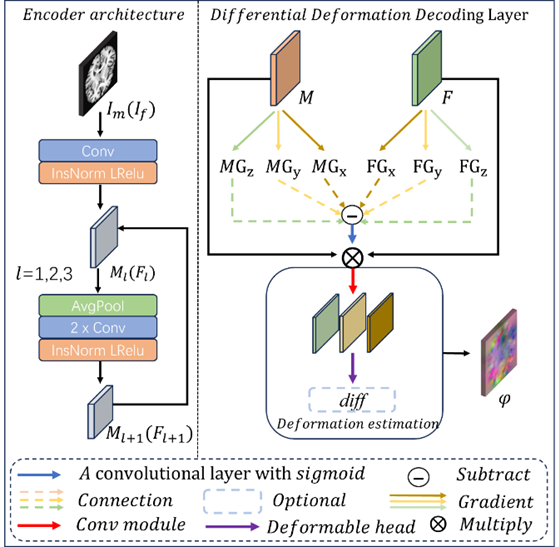 Encoder architecture
I_m(I_f)
Conv
InsNorm LRelu
l=1,2,3
M_l(F_l)
AvgPool
2 x Conv
InsNorm LRelu
M_{l+1}(F_{l+1})
Differential Deformation Decoding Layer
M F
MG_z MG_y MG_x FG_x FG_y FG_z
diff
Deformation estimation
φ
A convolutional layer with sigmoid Subtract
Connection Optional Gradient
Conv module Deformable head Multiply